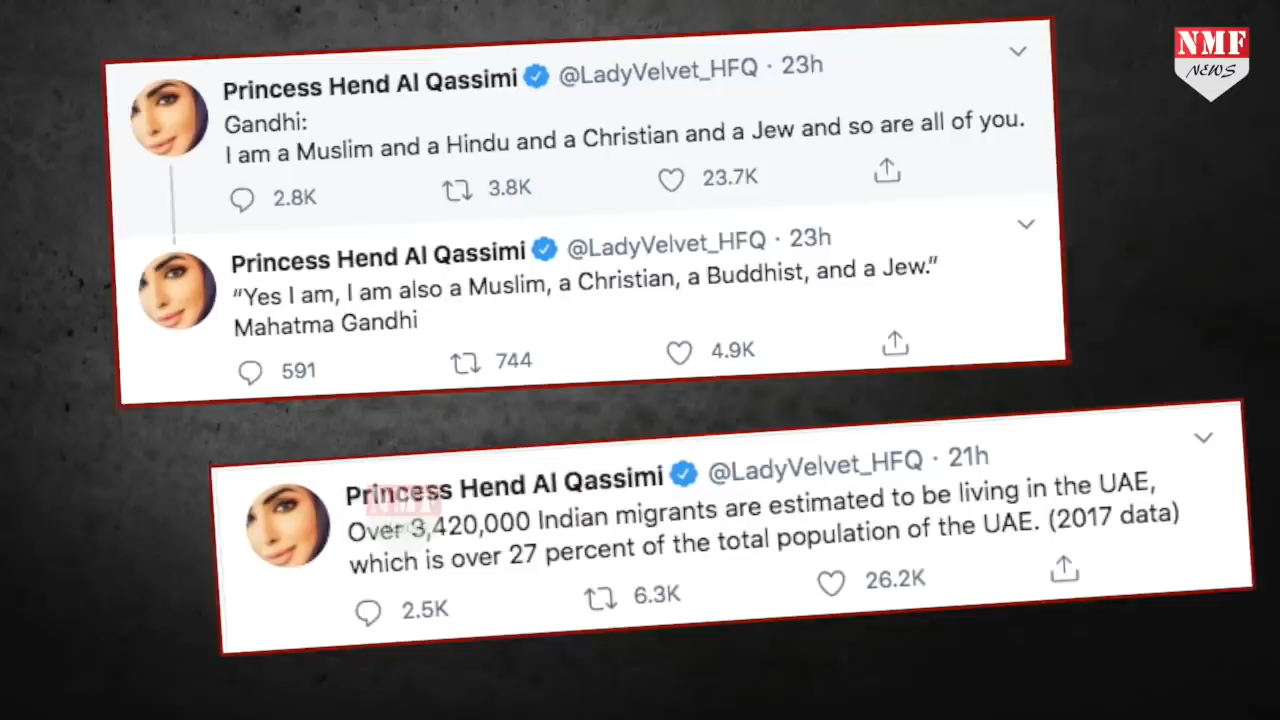 NMF
NEWS
Princess Hend Al Qassimi @LadyVelvet_HFQ · 23h
Gandhi:
I am a Muslim and a Hindu and a Christian and a Jew and so are all of you.
2.8K 3.8K 23.7K
Princess Hend Al Qassimi @LadyVelvet_HFQ · 23h
“Yes I am, I am also a Muslim, a Christian, a Buddhist, and a Jew.”
Mahatma Gandhi
591 744 4.9K
Princess Hend Al Qassimi @LadyVelvet_HFQ · 21h
NMF
Over 3,420,000 Indian migrants are estimated to be living in the UAE,
which is over 27 percent of the total population of the UAE. (2017 data)
2.5K 6.3K 26.2K